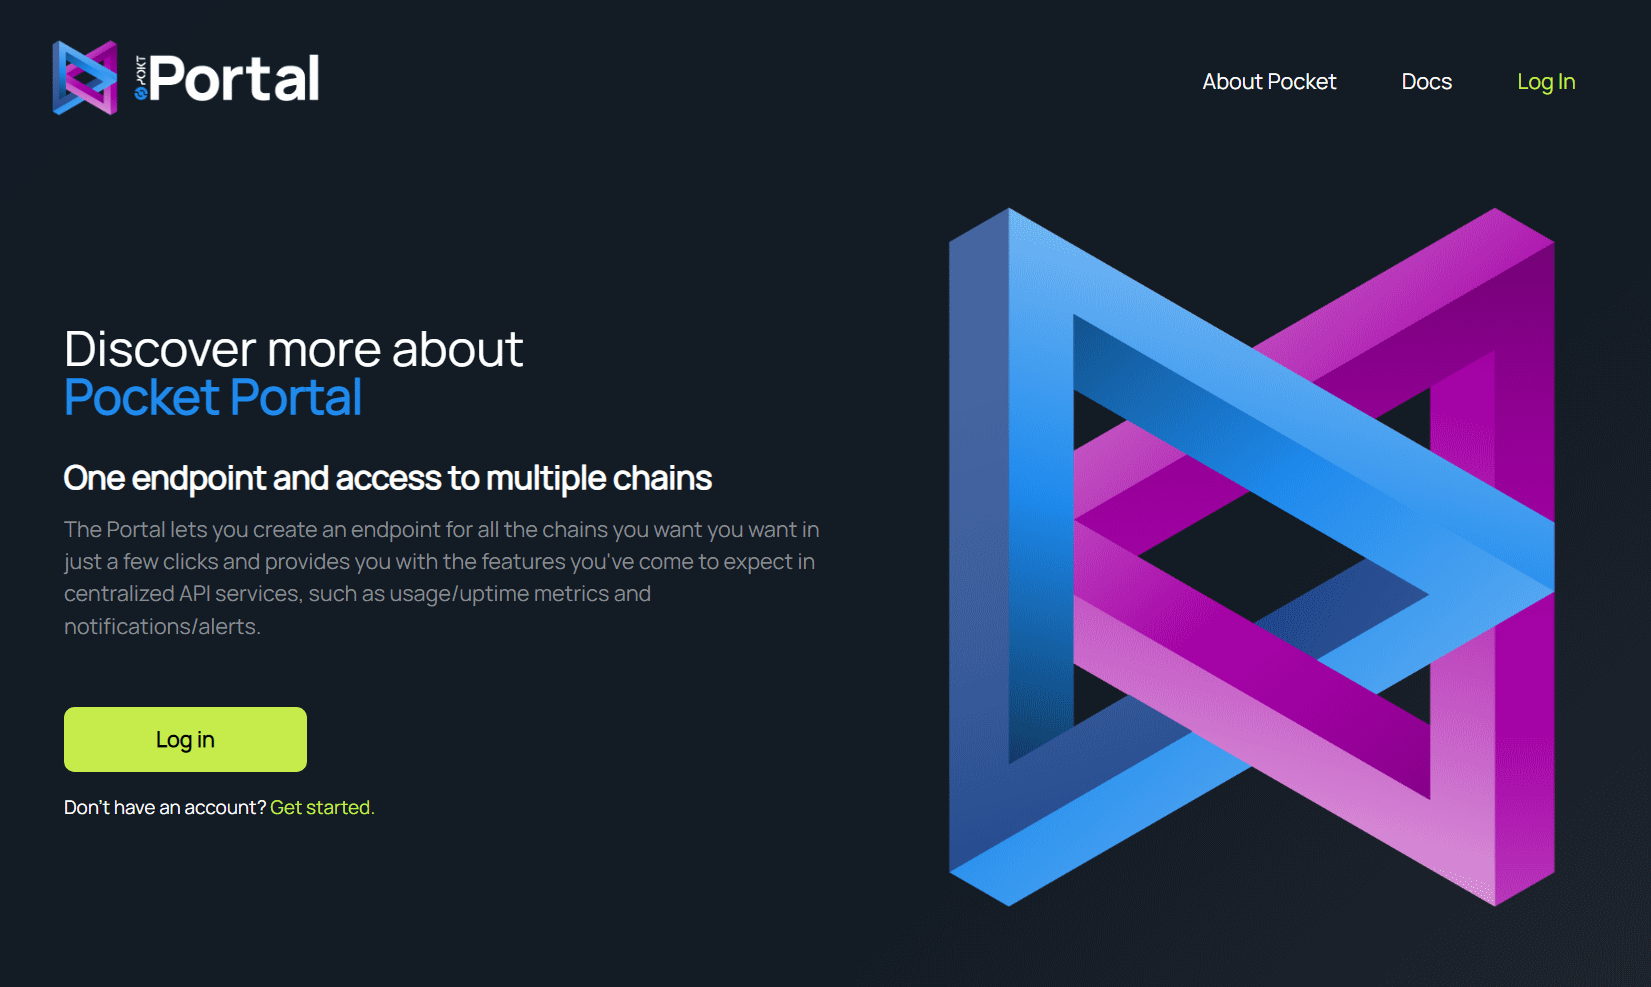 POKT
Portal
About Pocket
Docs
Log In
Discover more about
Pocket Portal
One endpoint and access to multiple chains
The Portal lets you create an endpoint for all the chains you want you want in
just a few clicks and provides you with the features you've come to expect in
centralized API services, such as usage/uptime metrics and
notifications/alerts.
Log in
Don't have an account? Get started.